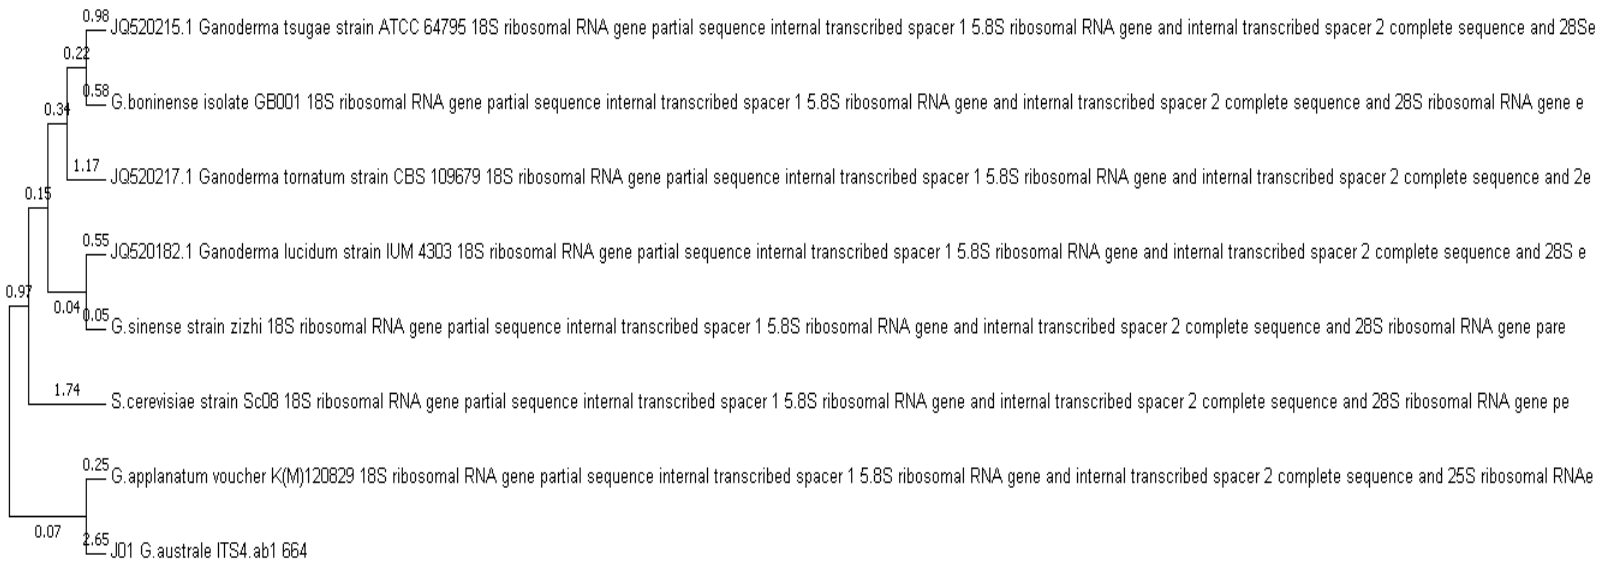 0.98
JQ520215.1 Ganoderma tsugae strain ATCC 64795 18S ribosomal RNA gene partial sequence internal transcribed spacer 1 5.8S ribosomal RNA gene and internal transcribed spacer 2 complete sequence and 28Se
0.22
0.58
G.boninense isolate GB001 18S ribosomal RNA gene partial sequence internal transcribed spacer 1 5.8S ribosomal RNA gene and internal transcribed spacer 2 complete sequence and 28S ribosomal RNA gene e
0.34
1.17
JQ520217.1 Ganoderma tornatum strain CBS 109679 18S ribosomal RNA gene partial sequence internal transcribed spacer 1 5.8S ribosomal RNA gene and internal transcribed spacer 2 complete sequence and 2e
0.15
0.55
JQ520182.1 Ganoderma lucidum strain IUM 4303 18S ribosomal RNA gene partial sequence internal transcribed spacer 1 5.8S ribosomal RNA gene and internal transcribed spacer 2 complete sequence and 28S e
0.97
0.04
0.05
G.sinense strain zizhi 18S ribosomal RNA gene partial sequence internal transcribed spacer 1 5.8S ribosomal RNA gene and internal transcribed spacer 2 complete sequence and 28S ribosomal RNA gene pare
1.74
S.cerevisiae strain Sc08 18S ribosomal RNA gene partial sequence internal transcribed spacer 1 5.8S ribosomal RNA gene and internal transcribed spacer 2 complete sequence and 28S ribosomal RNA gene pe
0.25
G.applanatum voucher K(M)120829 18S ribosomal RNA gene partial sequence internal transcribed spacer 1 5.8S ribosomal RNA gene and internal transcribed spacer 2 complete sequence and 25S ribosomal RNAe
0.07
2.65
J01 G.australe ITS4.ab1 664